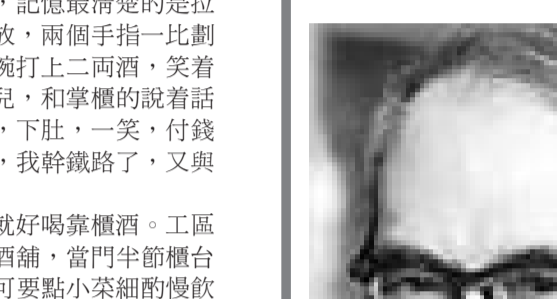 ，記憶最清楚的是拉
放，兩個手指一比劃
碗打上二両酒，笑着
兒，和掌櫃的說着話
，下肚，一笑，付錢
，我幹鐵路了，又與
就好喝靠櫃酒。工區
酒舖，當門半節櫃台
可要點小菜細酌慢飲